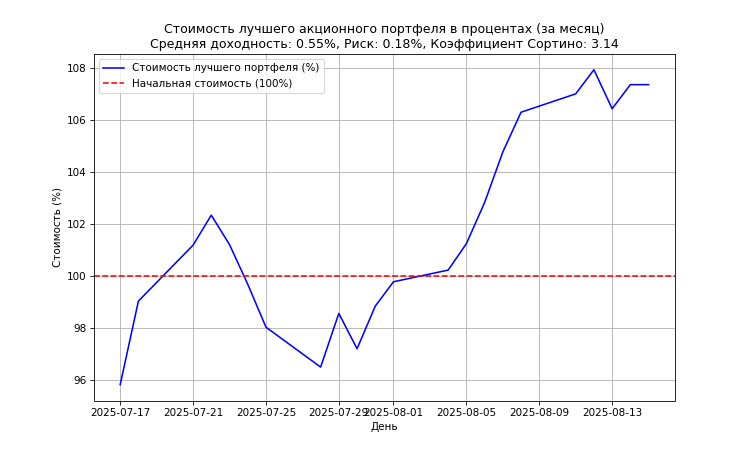 Стоимость лучшего акционного портфеля в процентах (за месяц)
Средняя доходность: 0.55%, Риск: 0.18%, Коэффициент Сортино: 3.14
Стоимость лучшего портфеля (%)
Начальная стоимость (100%)
Стоимость (%)
108
106
104
102
100
98
96
2025-07-17 2025-07-21 2025-07-25 2025-07-29 2025-08-01 2025-08-05 2025-08-09 2025-08-13
День